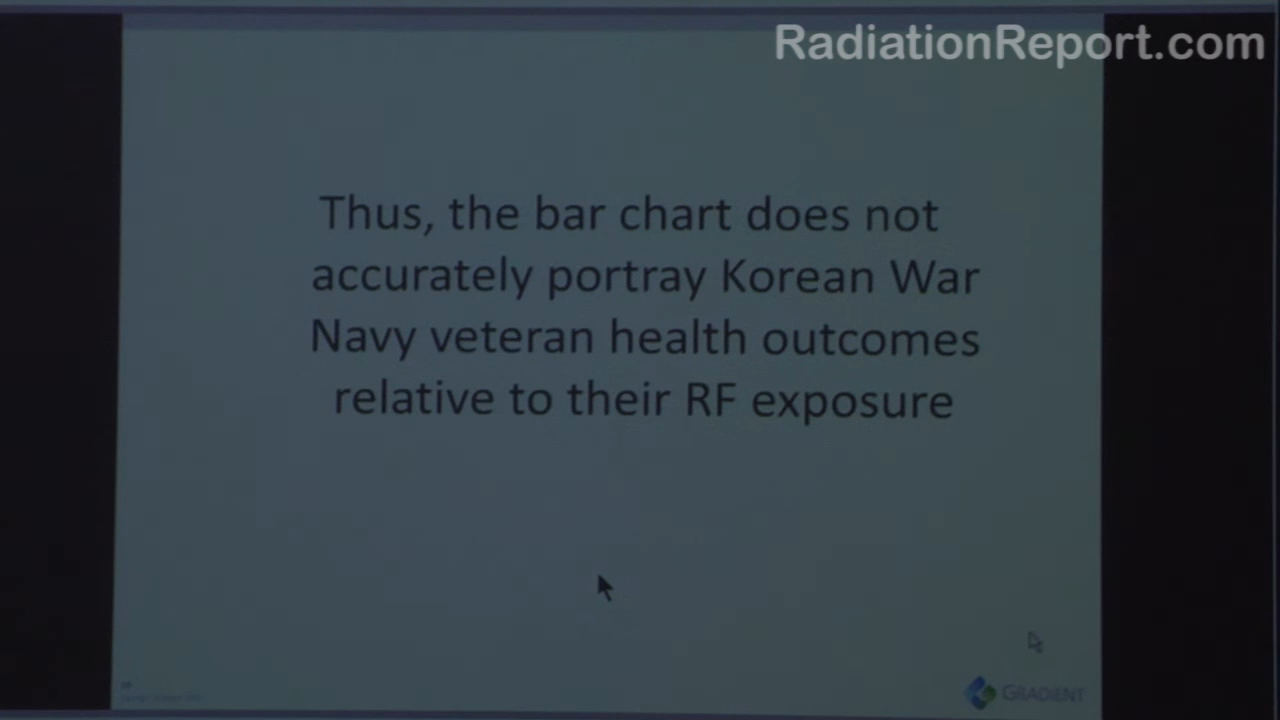 RadiationReport.com
Thus, the bar chart does not
accurately portray Korean War
Navy veteran health outcomes
relative to their RF exposure
GRADIENT